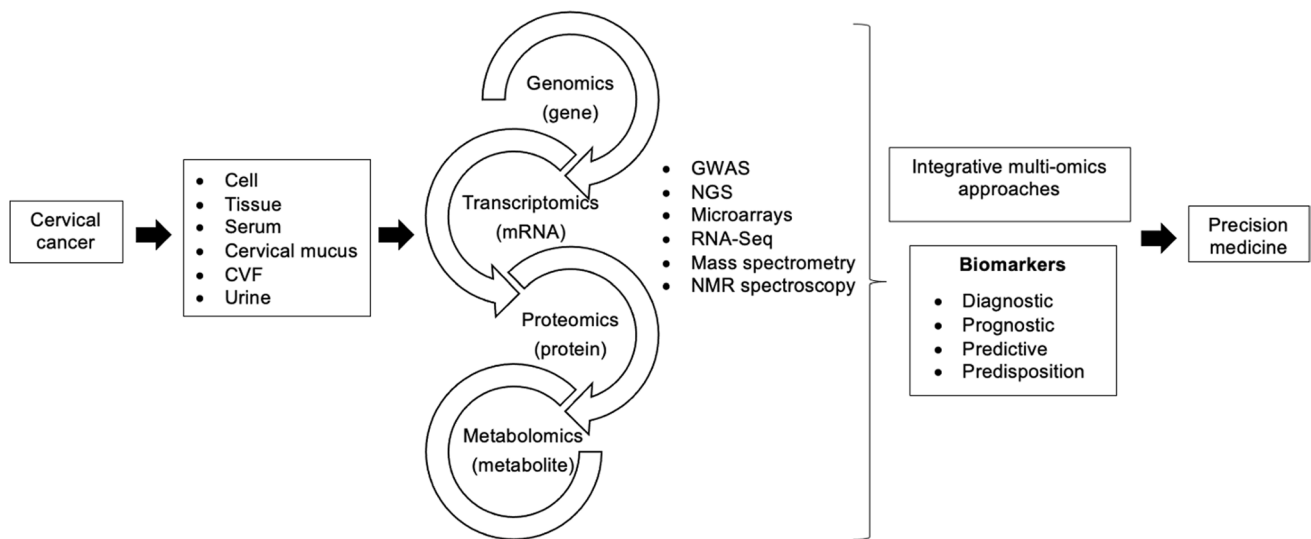 Cervical
cancer
• Cell
• Tissue
• Serum
• Cervical mucus
• CVF
• Urine
Genomics
(gene)
Transcriptomics
(mRNA)
Proteomics
(protein)
Metabolomics
(metabolite)
• GWAS
• NGS
• Microarrays
• RNA-Seq
• Mass spectrometry
• NMR spectroscopy
Integrative multi-omics
approaches
Biomarkers
• Diagnostic
• Prognostic
• Predictive
• Predisposition
Precision
medicine